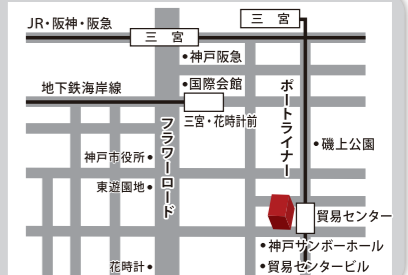 三宮
JR・阪神・阪急
三宮
神戸阪急
国際会館
地下鉄海岸線
三宮・花時計前
ポートライナー
フラワーロード
磯上公園
神戸市役所
東遊園地
貿易センター
神戸サンボーホール
花時計
貿易センタービル